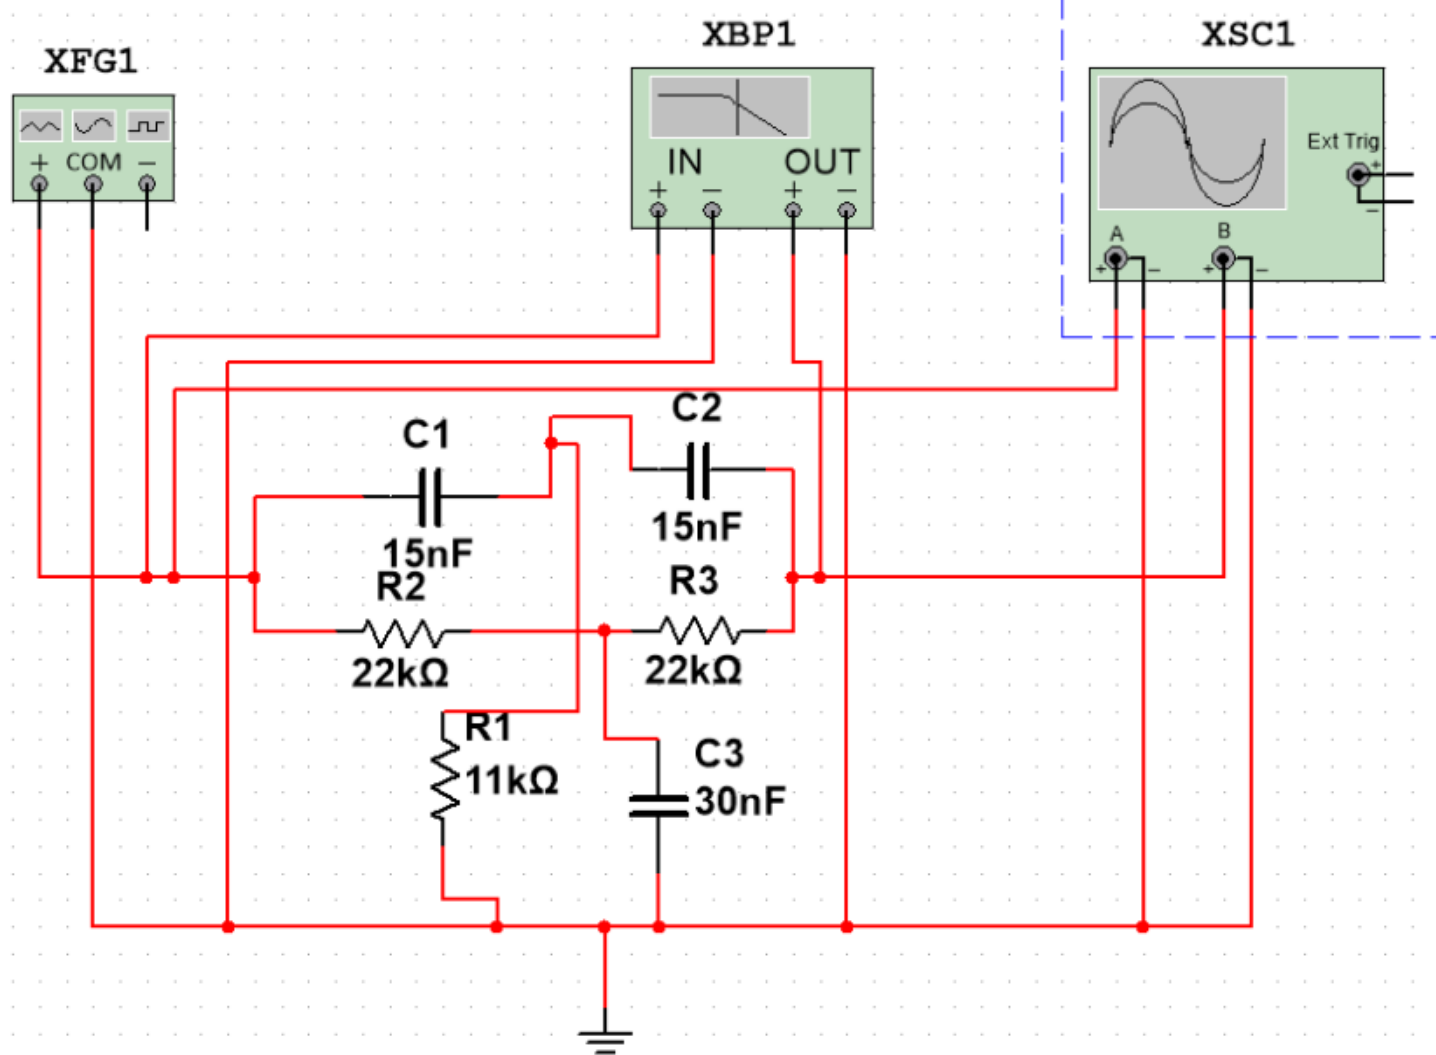 XFG1
+ COM −
XBP1
IN OUT
+ − + −
XSC1
Ext Trig
+
−
A B
+ − + −
C1
15nF
C2
15nF
R2
22kΩ
R3
22kΩ
R1
11kΩ
C3
30nF